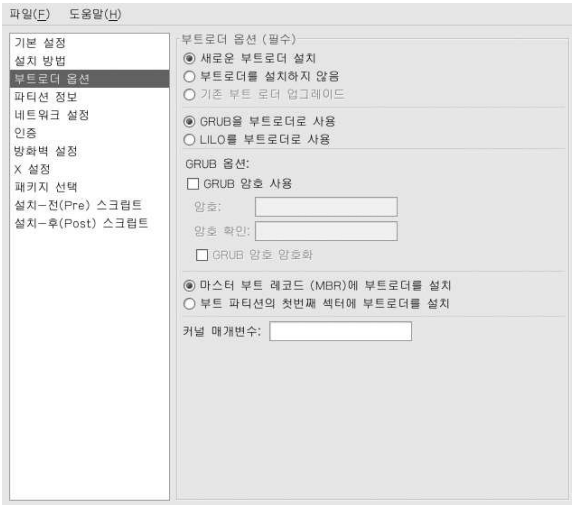 파일(F) 도움말(H)
기본 설정
설치 방법
부트로더 옵션
파티션 정보
네트워크 설정
인증
방화벽 설정
X 설정
패키지 선택
설치-전(Pre) 스크립트
설치-후(Post) 스크립트
부트로더 옵션 (필수)
새로운 부트로더 설치
부트로더를 설치하지 않음
기존 부트 로더 업그레이드
GRUB을 부트로더로 사용
LILO를 부트로더로 사용
GRUB 옵션:
GRUB 암호 사용
암호:
암호 확인:
GRUB 암호 암호화
마스터 부트 레코드 (MBR)에 부트로더를 설치
부트 파티션의 첫번째 섹터에 부트로더를 설치
커널 매개변수: